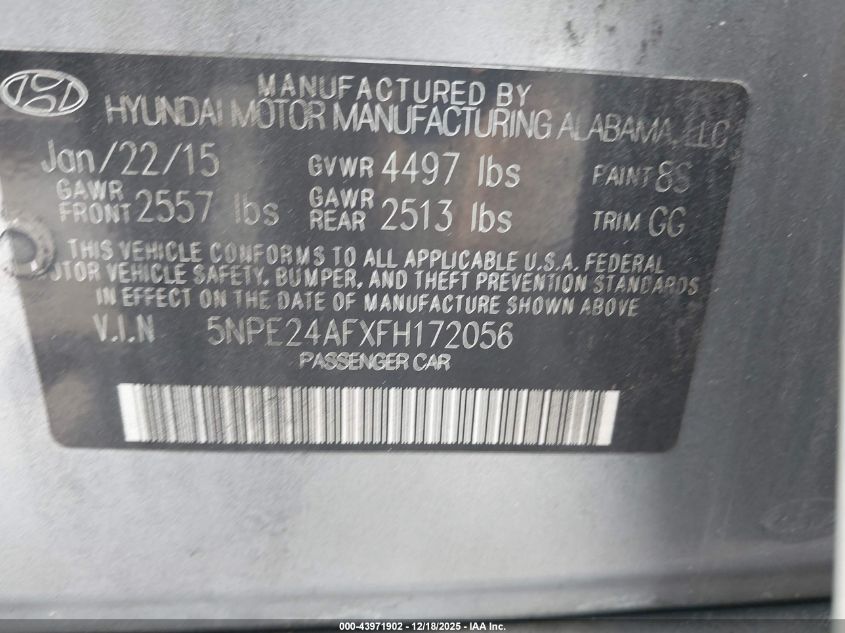 MANUFACTURED BY
HYUNDAI MOTOR MANUFACTURING ALABAMA, LLC
Jan/22/15 GVWR 4497 lbs PAINT 8S
GAWR FRONT 2557 lbs GAWR REAR 2513 lbs TRIM GG
THIS VEHICLE CONFORMS TO ALL APPLICABLE U.S.A. FEDERAL
MOTOR VEHICLE SAFETY, BUMPER, AND THEFT PREVENTION STANDARDS
IN EFFECT ON THE DATE OF MANUFACTURE SHOWN ABOVE
V.I.N 5NPE24AFXFH172056
PASSENGER CAR
000-43971902 - 12/18/2025 - IAA Inc.